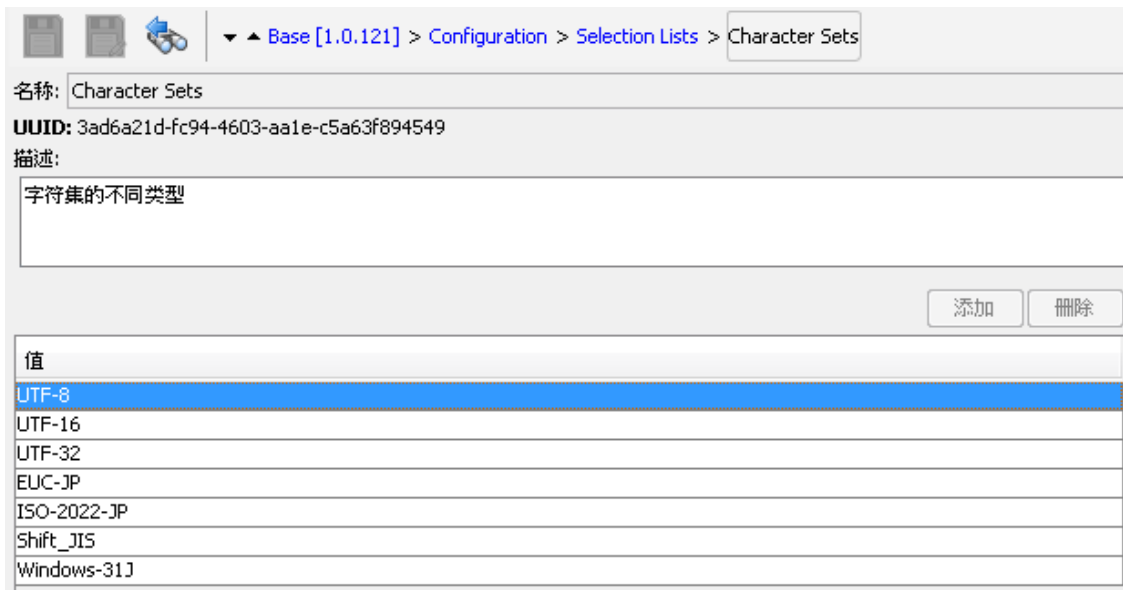 Base [1.0.121] > Configuration > Selection Lists > Character Sets
名称: Character Sets
UUID: 3ad6a21d-fc94-4603-aa1e-c5a63f894549
描述:
字符集的不同类型
添加 删除
值
UTF-8
UTF-16
UTF-32
EUC-JP
ISO-2022-JP
Shift_JIS
Windows-31J